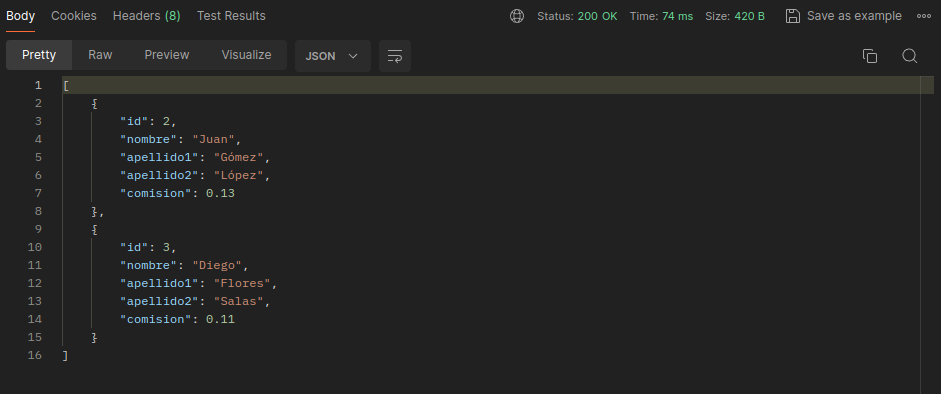 Body Cookies Headers (8) Test Results Status: 200 OK Time: 74 ms Size: 420 B Save as example
Pretty Raw Preview Visualize JSON
1 [
2 {
3 "id": 2,
4 "nombre": "Juan",
5 "apellido1": "Gómez",
6 "apellido2": "López",
7 "comision": 0.13
8 },
9 {
10 "id": 3,
11 "nombre": "Diego",
12 "apellido1": "Flores",
13 "apellido2": "Salas",
14 "comision": 0.11
15 }
16 ]